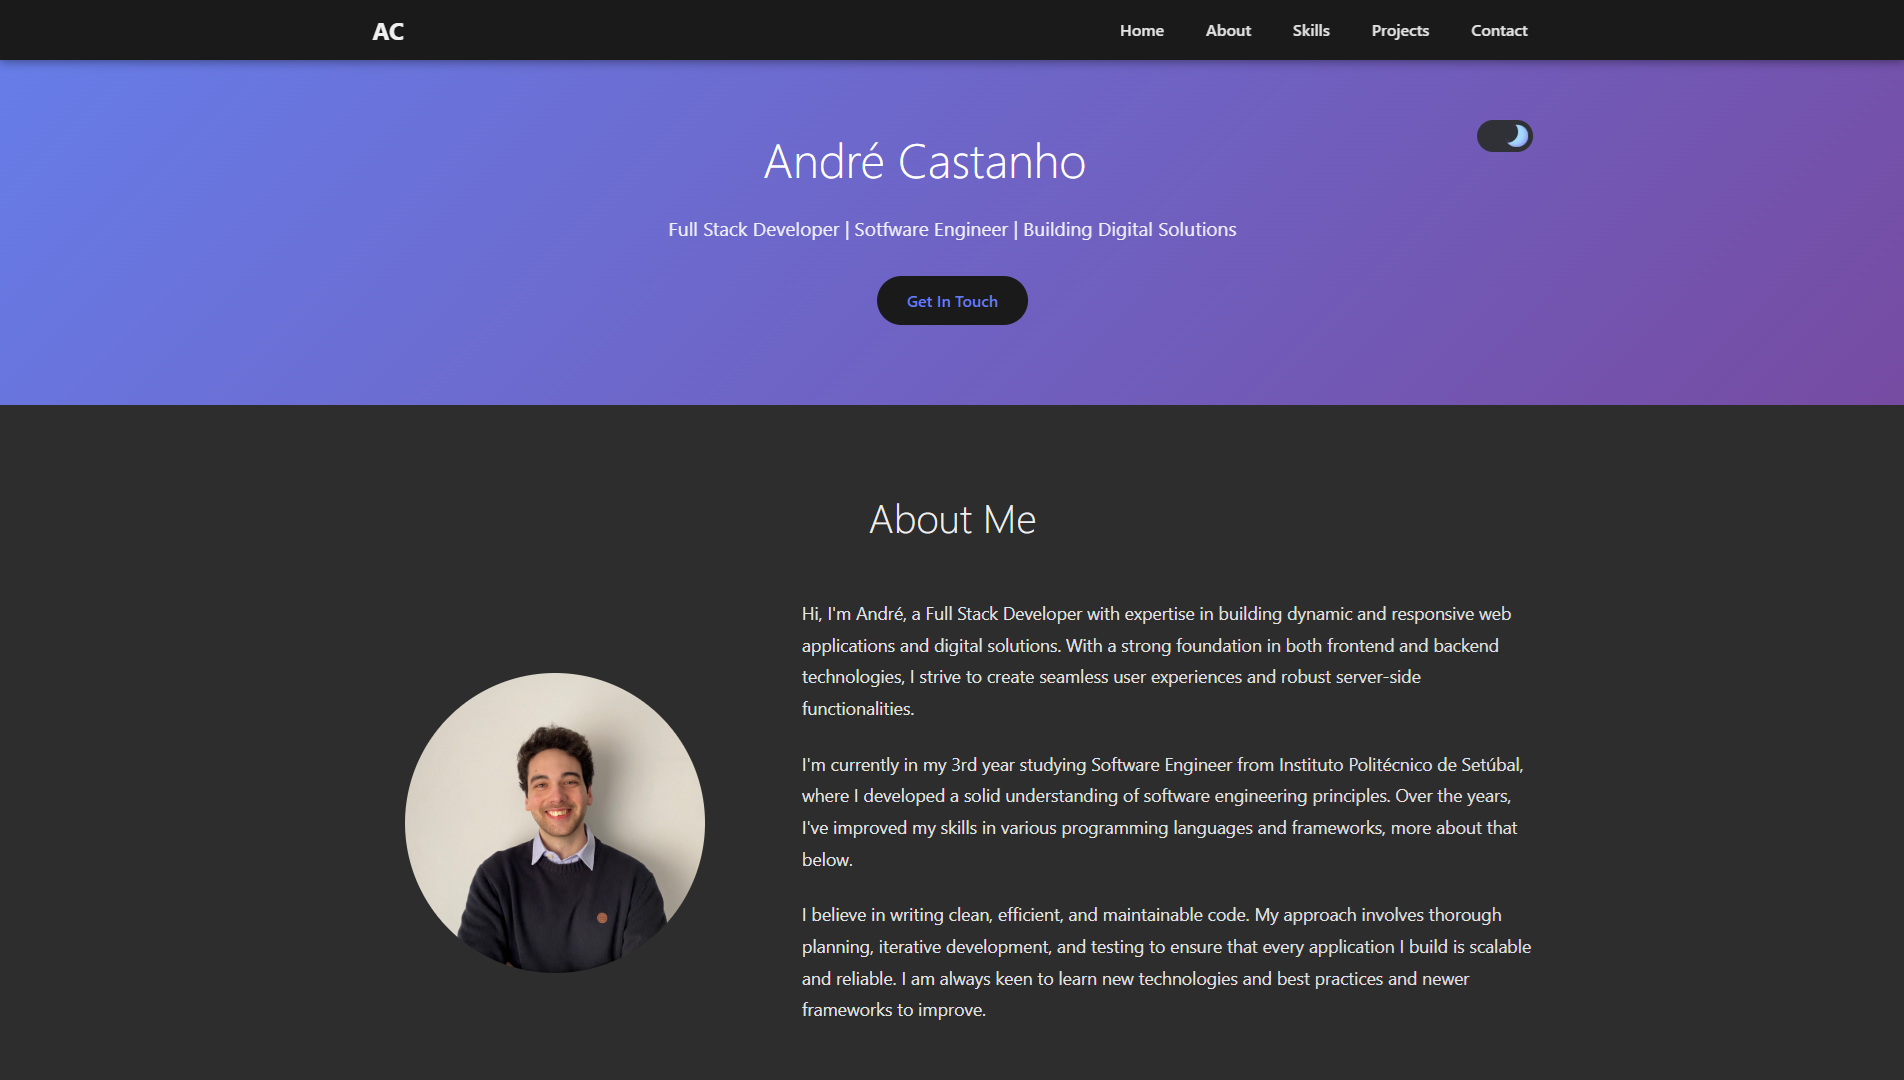 AC
Home About Skills Projects Contact
André Castanho
Full Stack Developer | Sotfware Engineer | Building Digital Solutions
Get In Touch
About Me
Hi, I'm André, a Full Stack Developer with expertise in building dynamic and responsive web
applications and digital solutions. With a strong foundation in both frontend and backend
technologies, I strive to create seamless user experiences and robust server-side
functionalities.
I'm currently in my 3rd year studying Software Engineer from Instituto Politécnico de Setúbal,
where I developed a solid understanding of software engineering principles. Over the years,
I've improved my skills in various programming languages and frameworks, more about that
below.
I believe in writing clean, efficient, and maintainable code. My approach involves thorough
planning, iterative development, and testing to ensure that every application I build is scalable
and reliable. I am always keen to learn new technologies and best practices and newer
frameworks to improve.